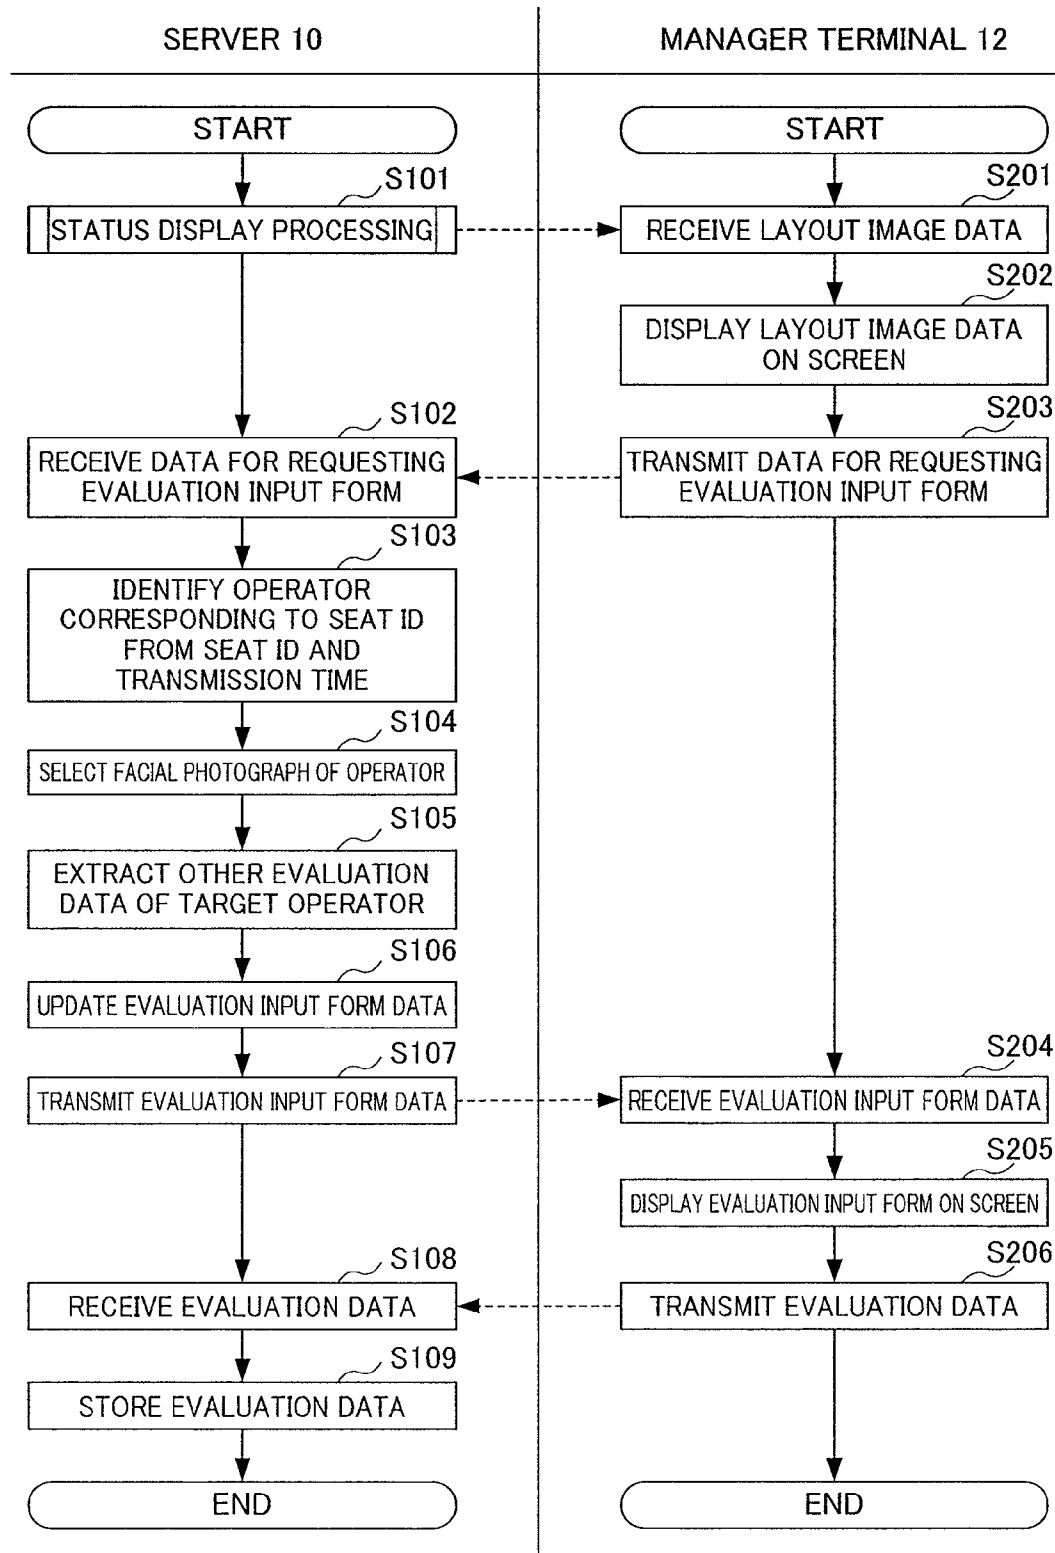 SERVER 10
START
S101
STATUS DISPLAY PROCESSING
S102
RECEIVE DATA FOR REQUESTING
EVALUATION INPUT FORM
S103
IDENTIFY OPERATOR
CORRESPONDING TO SEAT ID
FROM SEAT ID AND
TRANSMISSION TIME
S104
SELECT FACIAL PHOTOGRAPH OF OPERATOR
S105
EXTRACT OTHER EVALUATION
DATA OF TARGET OPERATOR
S106
UPDATE EVALUATION INPUT FORM DATA
S107
TRANSMIT EVALUATION INPUT FORM DATA
S108
RECEIVE EVALUATION DATA
S109
STORE EVALUATION DATA
END
MANAGER TERMINAL 12
START
S201
RECEIVE LAYOUT IMAGE DATA
S202
DISPLAY LAYOUT IMAGE DATA
ON SCREEN
S203
TRANSMIT DATA FOR REQUESTING
EVALUATION INPUT FORM
S204
RECEIVE EVALUATION INPUT FORM DATA
S205
DISPLAY EVALUATION INPUT FORM ON SCREEN
S206
TRANSMIT EVALUATION DATA
END